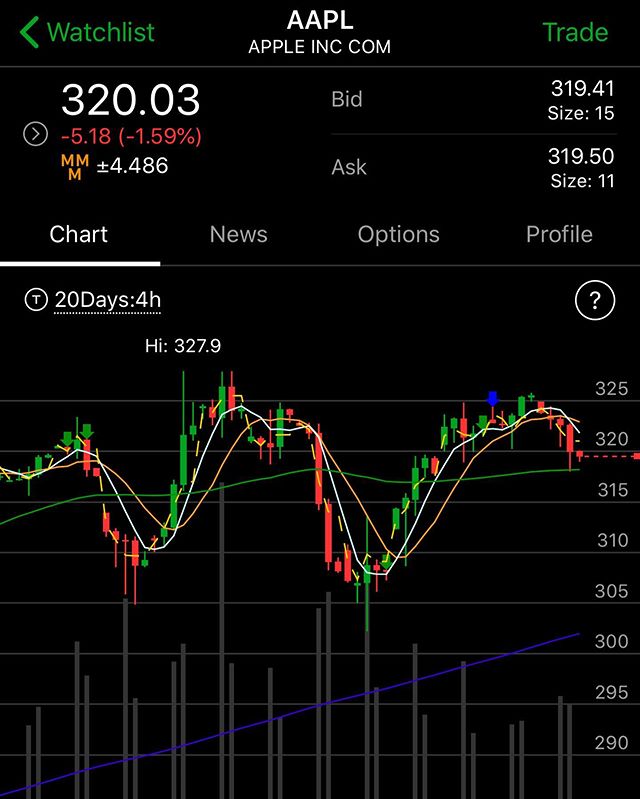 Watchlist
AAPL
APPLE INC COM
Trade
320.03
-5.18 (-1.59%)
MM
M
±4.486
Bid
319.41
Size: 15
Ask
319.50
Size: 11
Chart
News
Options
Profile
T 20Days:4h
?
Hi: 327.9
325
320
315
310
305
300
295
290